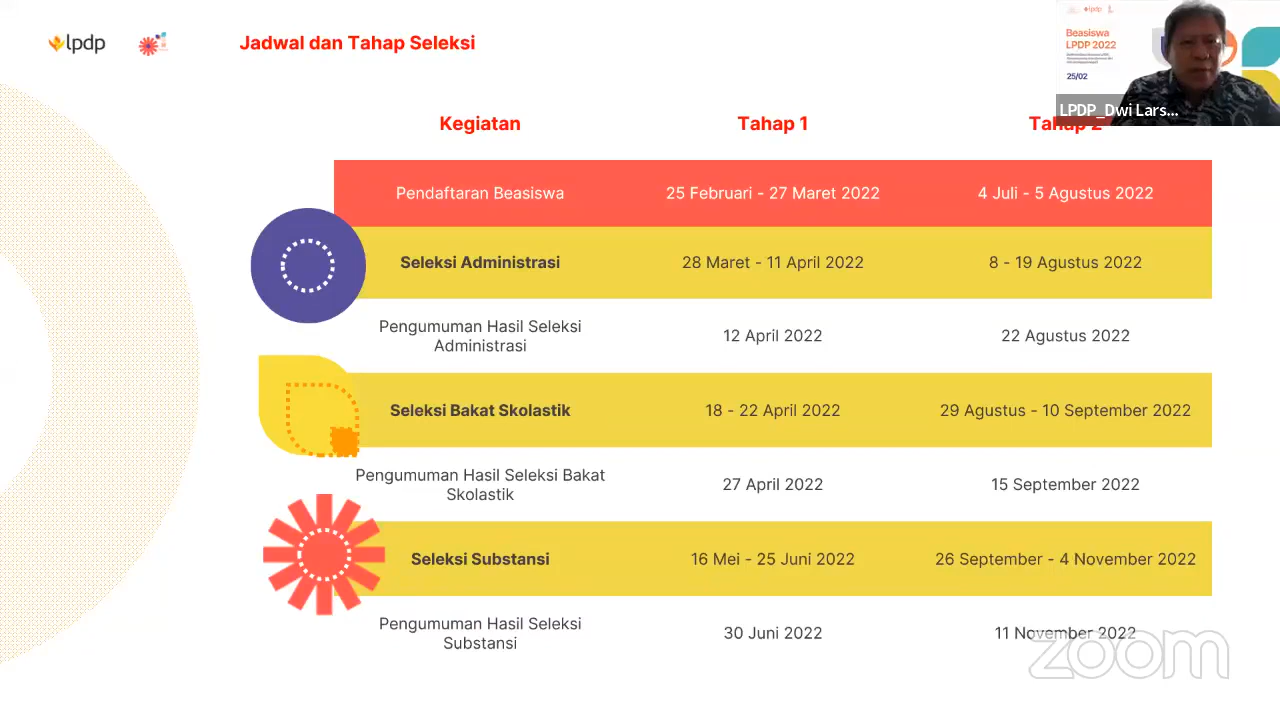 lpdp
Jadwal dan Tahap Seleksi
lpdp
Beasiswa
LPDP 2022
25/02
LPDP_Dwi Lars...
Kegiatan Tahap 1 Tahap 2
Pendaftaran Beasiswa 25 Februari - 27 Maret 2022 4 Juli - 5 Agustus 2022
Seleksi Administrasi 28 Maret - 11 April 2022 8 - 19 Agustus 2022
Pengumuman Hasil Seleksi
Administrasi 12 April 2022 22 Agustus 2022
Seleksi Bakat Skolastik 18 - 22 April 2022 29 Agustus - 10 September 2022
Pengumuman Hasil Seleksi Bakat
Skolastik 27 April 2022 15 September 2022
Seleksi Substansi 16 Mei - 25 Juni 2022 26 September - 4 November 2022
Pengumuman Hasil Seleksi
Substansi 30 Juni 2022 11 November 2022
zoom